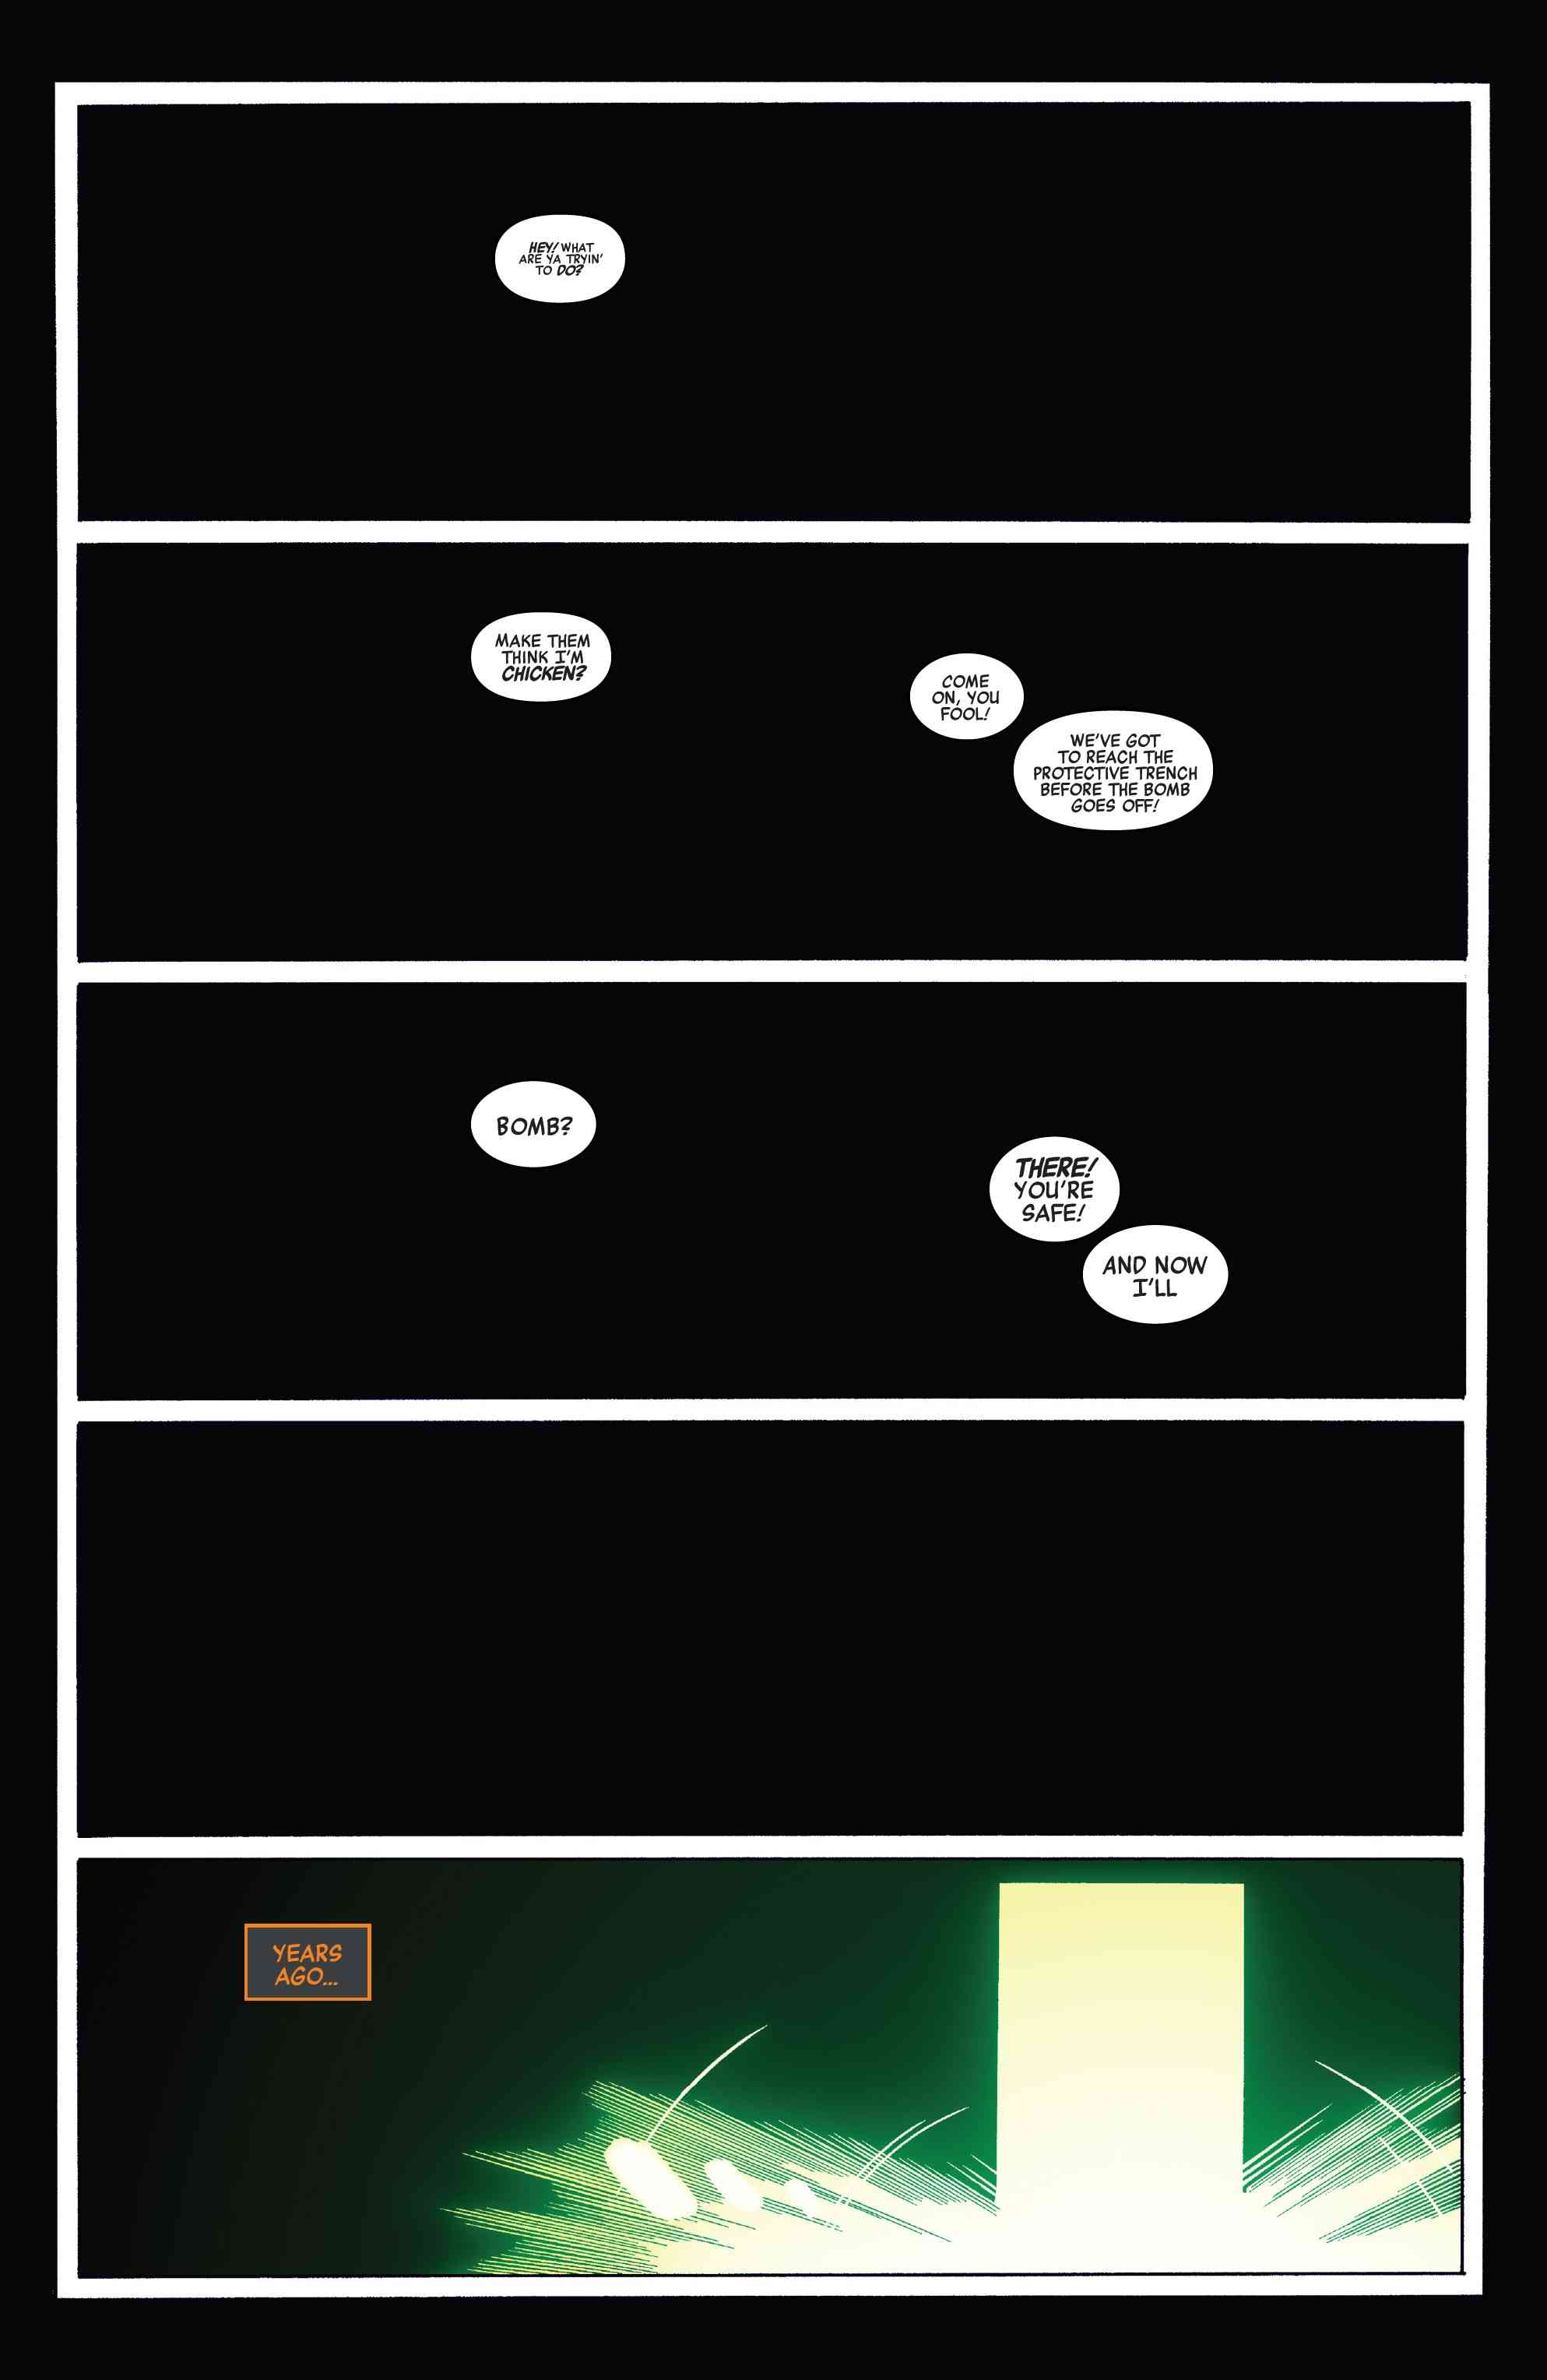 HEY! WHAT
ARE YA TRYIN'
TO DO?
MAKE THEM
THINK I'M
CHICKEN?
COME
ON, YOU
FOOL!
WE'VE GOT
TO REACH THE
PROTECTIVE TRENCH
BEFORE THE BOMB
GOES OFF!
BOMB?
THERE!
YOU'RE
SAFE!
AND NOW
I'LL
YEARS
AGO...